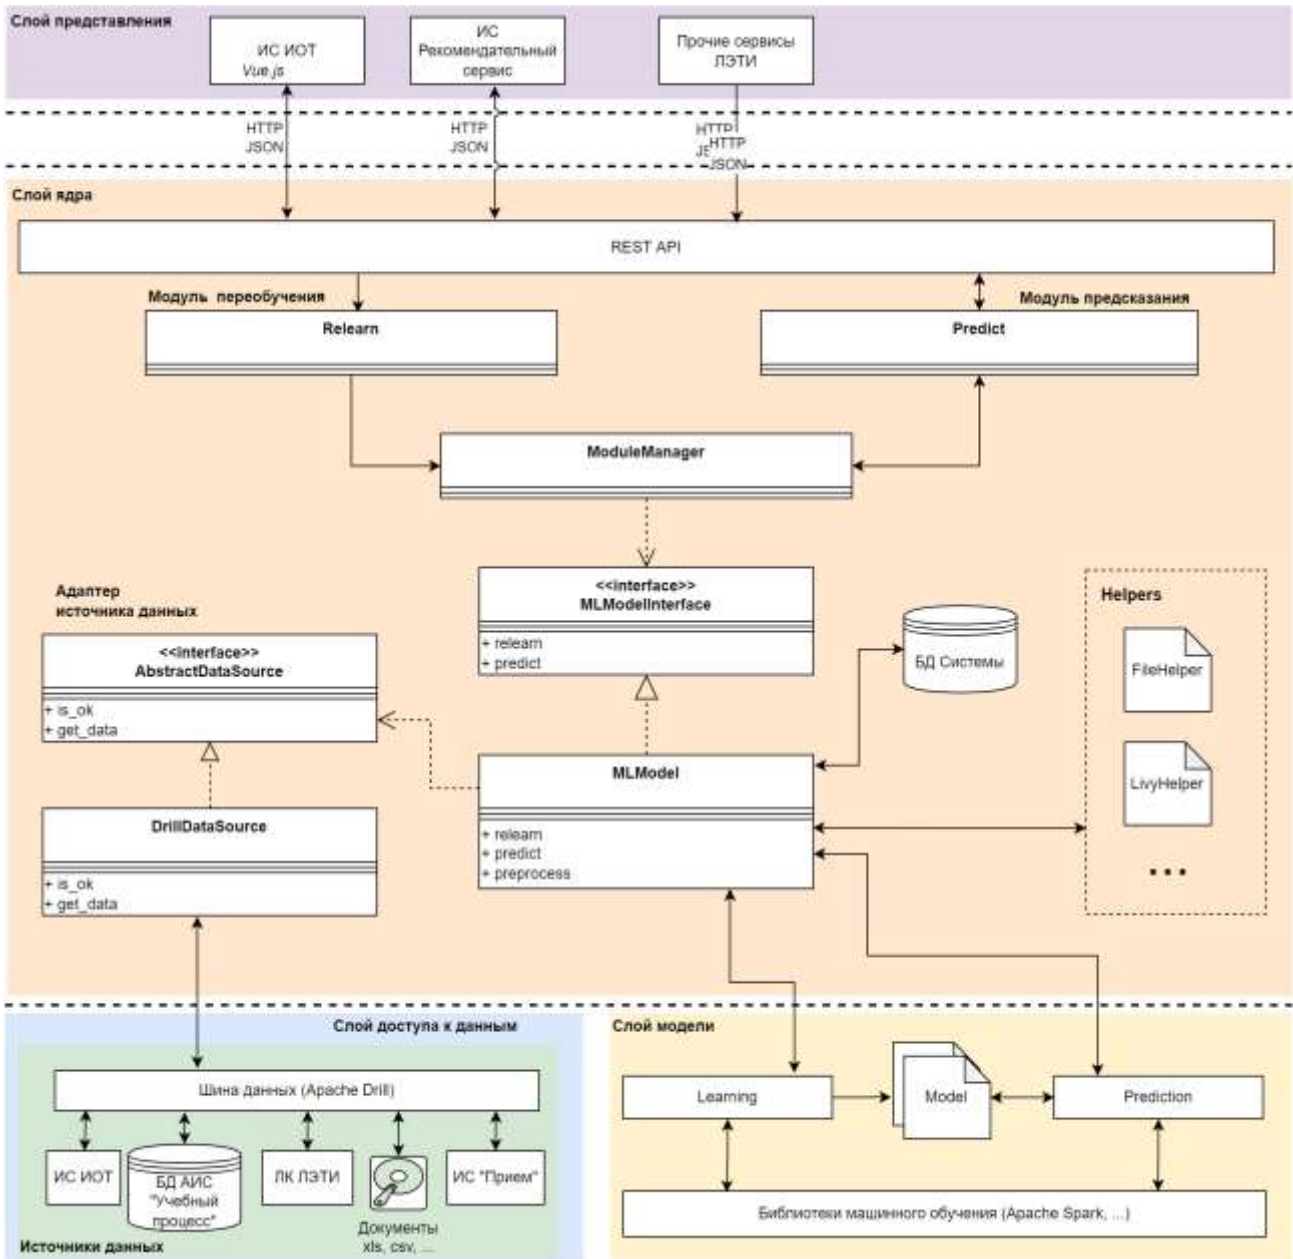 Слой представления
ИС ИОТ
Vue.js
ИС
Рекомендательный
сервис
Прочие сервисы
ЛЭТИ
HTTP
JSON
HTTP
JSON
HTTP
HTTP
JSON
Слой ядра
REST API
Модуль переобучения
Модуль предсказания
Relearn
Predict
ModuleManager
Адаптер
источника данных
<<interface>>
AbstractDataSource
+ is_ok
+ get_data
<<interface>>
MLModelInterface
+ relearn
+ predict
БД Системы
Helpers
FileHelper
LivyHelper
...
MLModel
+ relearn
+ predict
+ preprocess
DrillDataSource
+ is_ok
+ get_data
Слой доступа к данным
Шина данных (Apache Drill)
ИС ИОТ
БД АИС
"Учебный
процесс"
ЛК ЛЭТИ
Документы
xls, csv, ...
ИС "Прием"
Источники данных
Слой модели
Learning
Model
Prediction
Библиотеки машинного обучения (Apache Spark, ...)